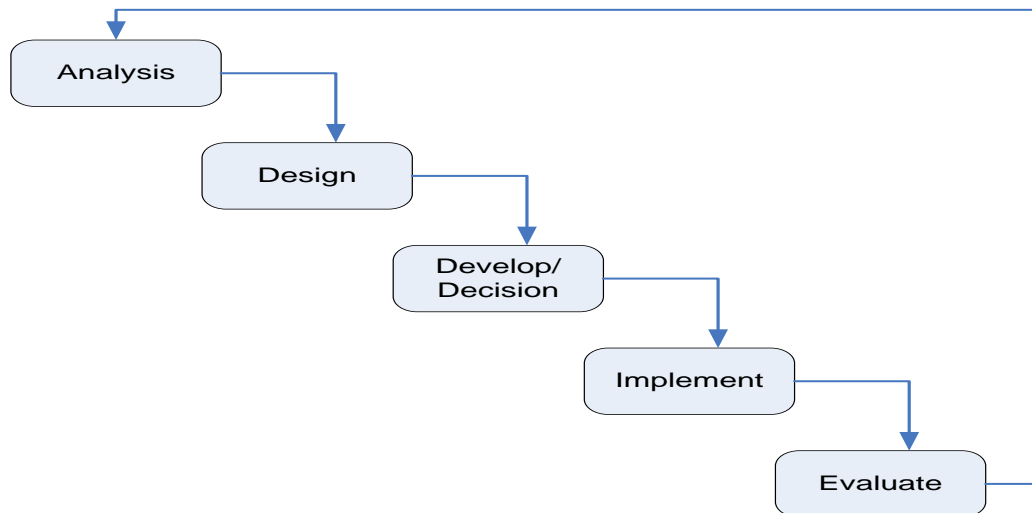 Analysis
Design
Develop/
Decision
Implement
Evaluate